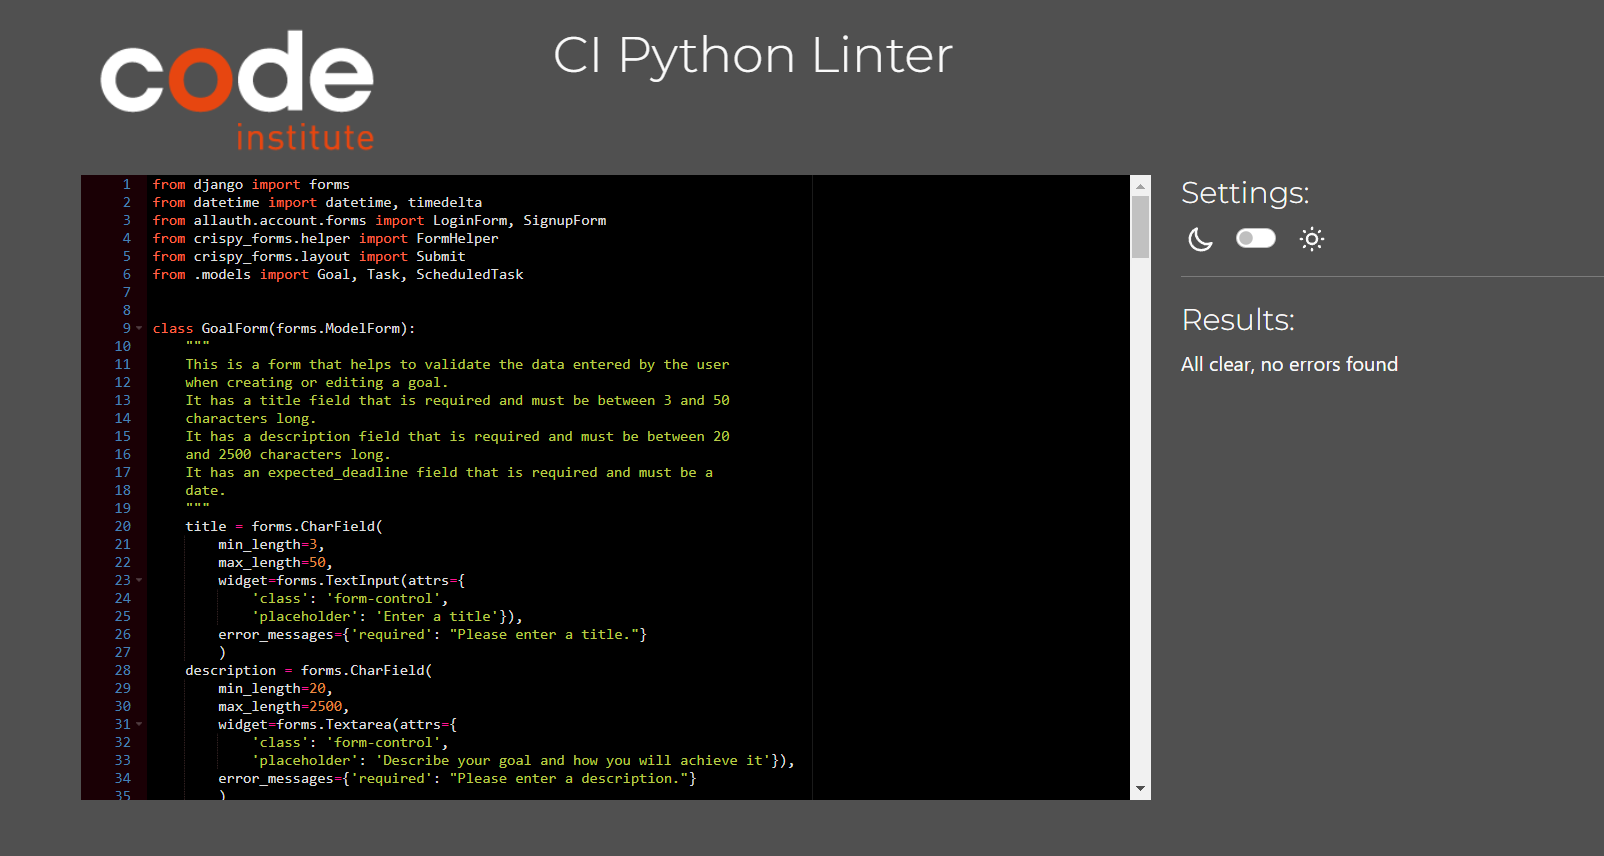 code
institute
CI Python Linter
1 from django import forms
2 from datetime import datetime, timedelta
3 from allauth.account.forms import LoginForm, SignupForm
4 from crispy_forms.helper import FormHelper
5 from crispy_forms.layout import Submit
6 from .models import Goal, Task, ScheduledTask
7
8
9 class GoalForm(forms.ModelForm):
10     """
11     This is a form that helps to validate the data entered by the user
12     when creating or editing a goal.
13     It has a title field that is required and must be between 3 and 50
14     characters long.
15     It has a description field that is required and must be between 20
16     and 2500 characters long.
17     It has an expected_deadline field that is required and must be a
18     date.
19     """
20     title = forms.CharField(
21         min_length=3,
22         max_length=50,
23         widget=forms.TextInput(attrs={
24             'class': 'form-control',
25             'placeholder': 'Enter a title'}),
26         error_messages={'required': "Please enter a title."}
27         )
28     description = forms.CharField(
29         min_length=20,
30         max_length=2500,
31         widget=forms.Textarea(attrs={
32             'class': 'form-control',
33             'placeholder': 'Describe your goal and how you will achieve it'}),
34         error_messages={'required': "Please enter a description."}
35         )
Settings:
Results:
All clear, no errors found